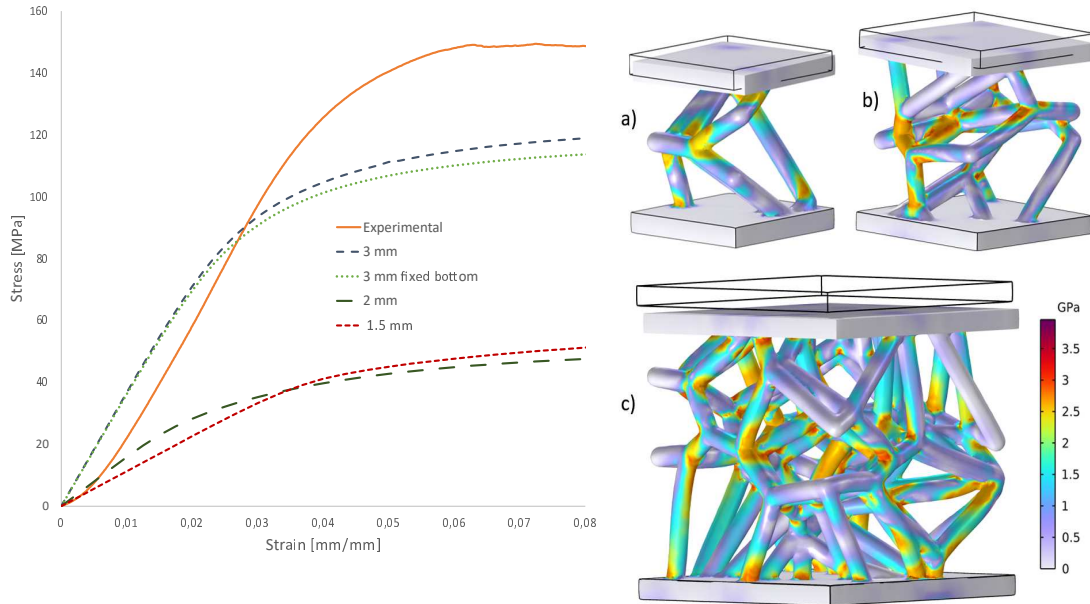 160
140
120
100
80
60
40
20
0
Stress [MPa]
0
0,01
0,02
0,03
0,04
0,05
0,06
0,07
0,08
Strain [mm/mm]
Experimental
3 mm
3 mm fixed bottom
2 mm
1.5 mm
a)
b)
c)
GPa
3.5
3
2.5
2
1.5
1
0.5
0